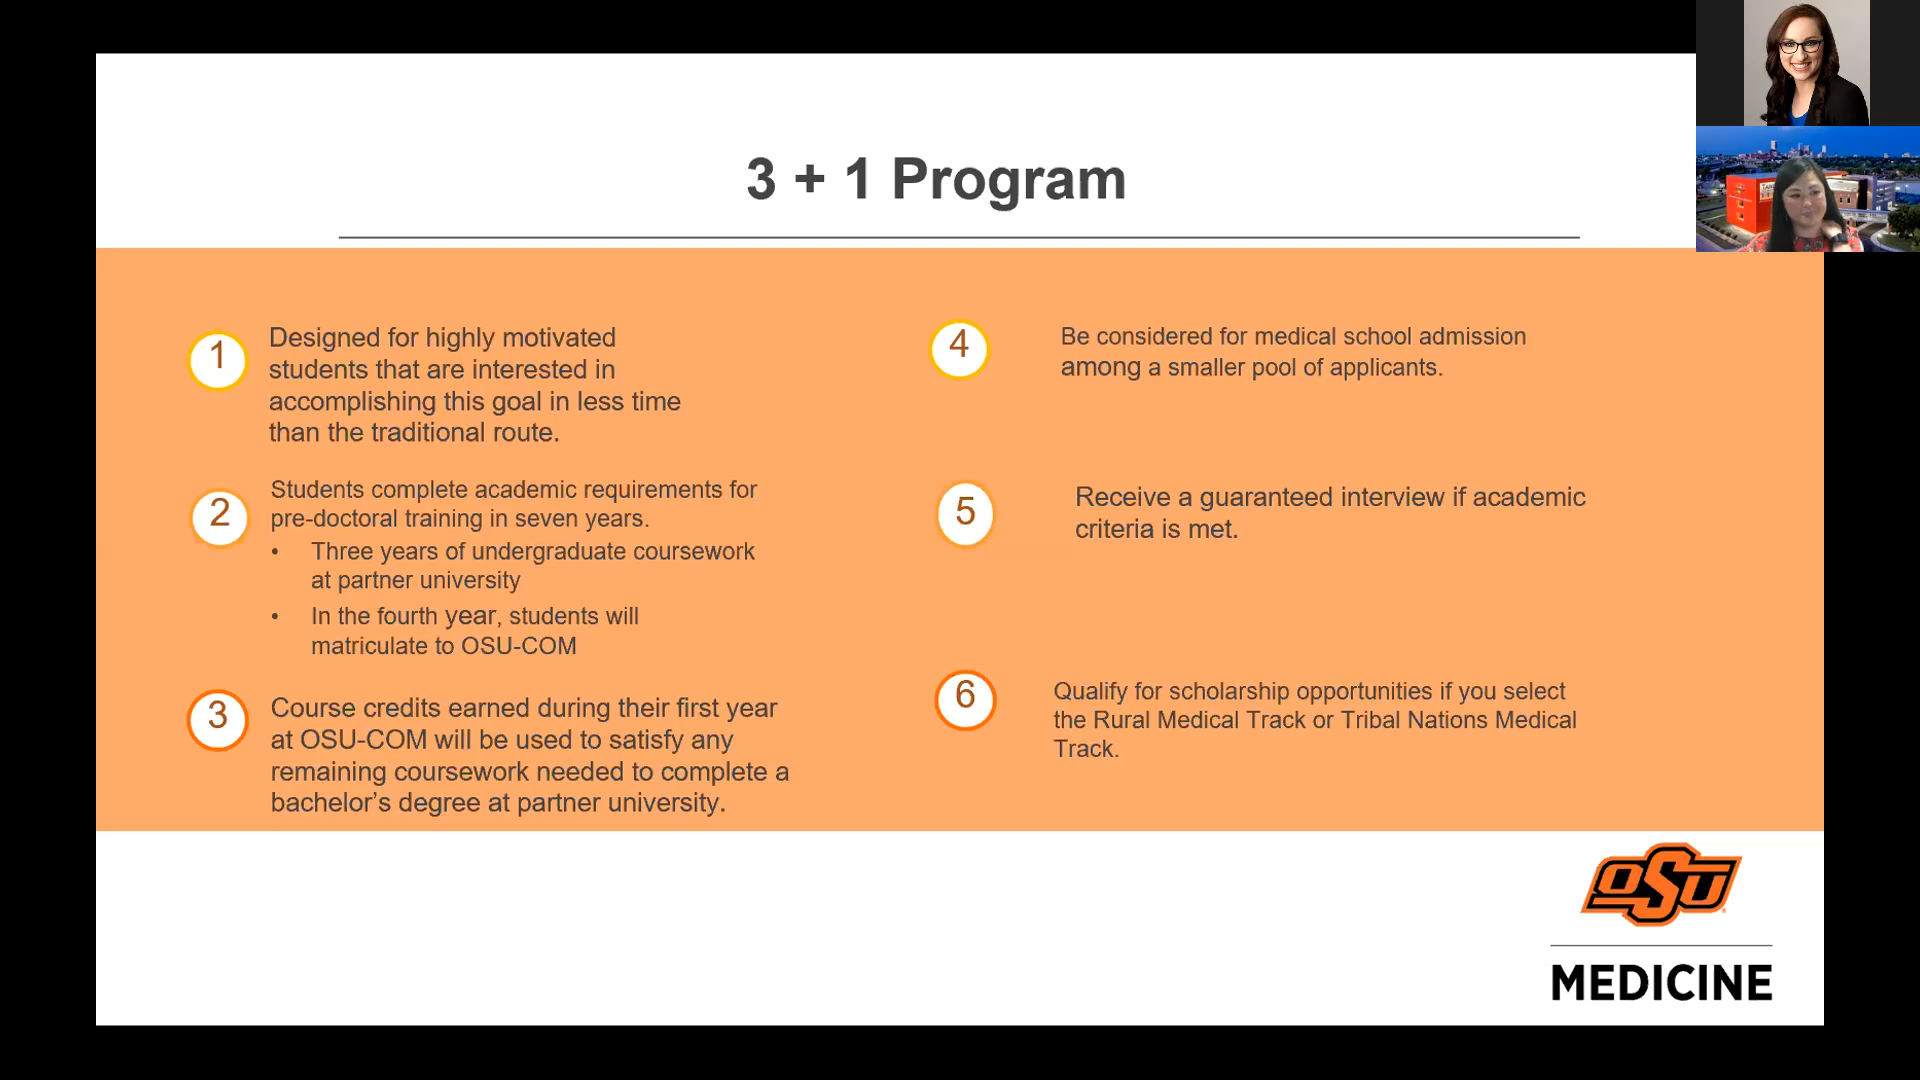 3 + 1 Program
1
Designed for highly motivated
students that are interested in
accomplishing this goal in less time
than the traditional route.
2
Students complete academic requirements for
pre-doctoral training in seven years.
• Three years of undergraduate coursework
at partner university
• In the fourth year, students will
matriculate to OSU-COM
3
Course credits earned during their first year
at OSU-COM will be used to satisfy any
remaining coursework needed to complete a
bachelor’s degree at partner university.
4
Be considered for medical school admission
among a smaller pool of applicants.
5
Receive a guaranteed interview if academic
criteria is met.
6
Qualify for scholarship opportunities if you select
the Rural Medical Track or Tribal Nations Medical
Track.
OSU
MEDICINE